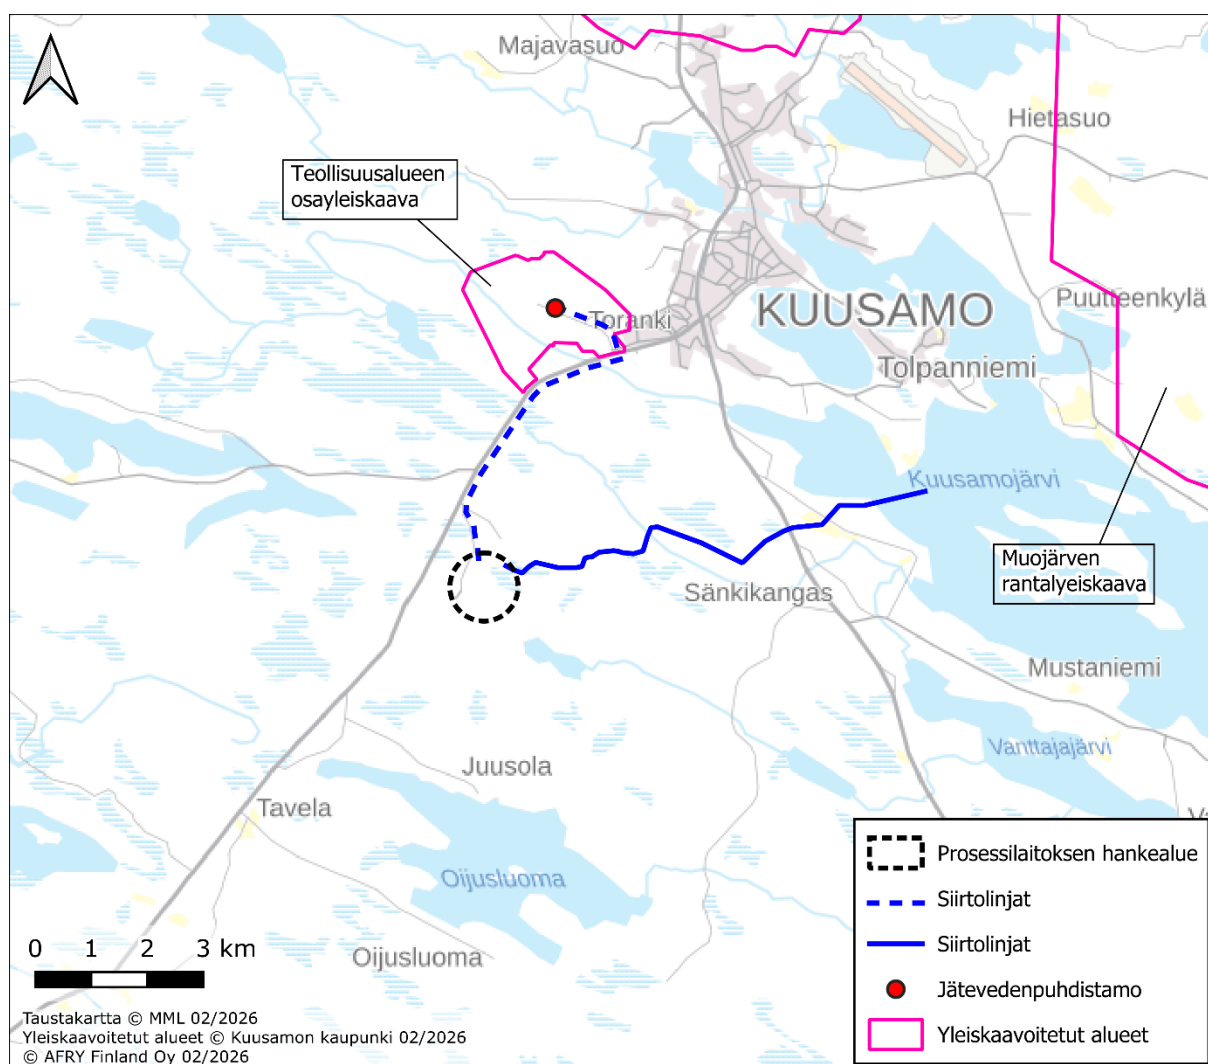 Majavasuo
Hietasuo
Teollisuusalueen
osayleiskaava
Puutteenkylä
KUUSAMO
Toranki
Tolpanniemi
Kuusamojärvi
Muojärven
rantalyeiskaava
Sänkikangas
Mustaniemi
Vanttajajärvi
Juusola
Tavela
Oijusluoma
Oijusluoma
0 1 2 3 km
Prosessilaitoksen hankealue
Siirtolinjat
Siirtolinjat
Jätevedenpuhdistamo
Yleiskaavoitetut alueet
Taustakartta © MML 02/2026
Yleiskaavoitetut alueet © Kuusamon kaupunki 02/2026
© AFRY Finland Oy 02/2026